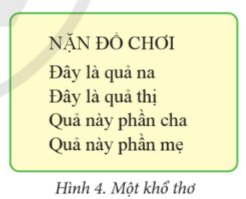 NẶN ĐỒ CHƠI
Đây là quả na
Đây là quả thị
Quả này phần cha
Quả này phần mẹ
Hình 4. Một khổ thơ